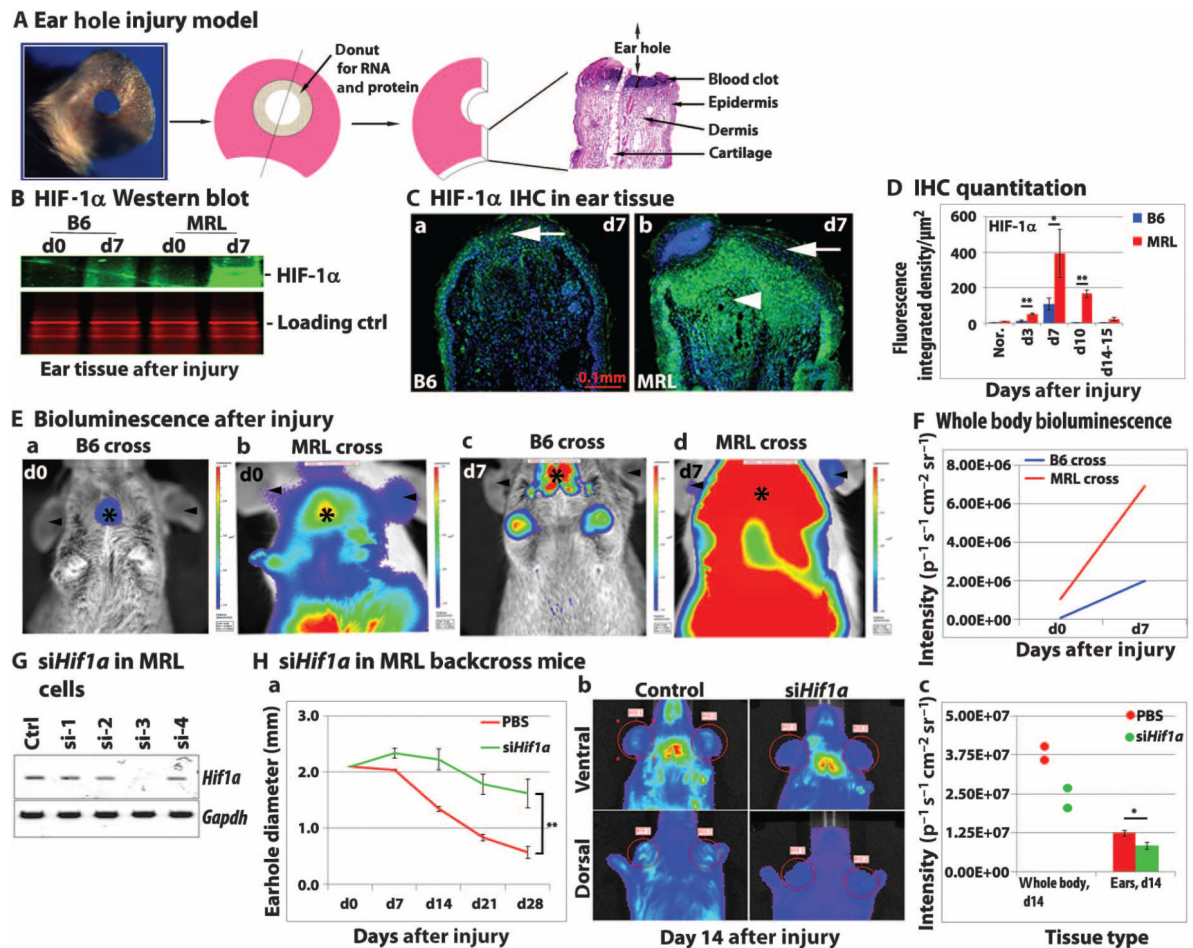 A Ear hole injury model
Donut
for RNA
and protein
Ear hole
Blood clot
Epidermis
Dermis
Cartilage
B HIF-1α Western blot
B6 MRL
d0 d7 d0 d7
- HIF-1α
- Loading ctrl
Ear tissue after injury
C HIF-1α IHC in ear tissue
a d7 b d7
B6 0.1mm MRL
D IHC quantitation
Fluorescence
integrated density/µm²
600
400
200
0
HIF-1α
B6
MRL
** * **
Nor. d3 d7 d10 d14-15
Days after injury
E Bioluminescence after injury
a B6 cross b MRL cross c B6 cross d MRL cross
d0 d0 d7 d7
* * * *
F Whole body bioluminescence
Intensity (p⁻¹ s⁻¹ cm⁻² sr⁻¹)
8.00E+06
6.00E+06
4.00E+06
2.00E+06
0.00E+00
B6 cross
MRL cross
d0 d7
Days after injury
G siHif1a in MRL
cells
Ctrl si-1 si-2 si-3 si-4
Hif1a
Gapdh
H siHif1a in MRL backcross mice
a
Earhole diameter (mm)
3.0
2.0
1.0
0.0
PBS
siHif1a
**
d0 d7 d14 d21 d28
Days after injury
b Control siHif1a
Ventral
Dorsal
Day 14 after injury
c
Intensity (p⁻¹ s⁻¹ cm⁻² sr⁻¹)
5.00E+07
3.75E+07
2.50E+07
1.25E+07
0
PBS
siHif1a
*
Whole body, Ears, d14
d14
Tissue type